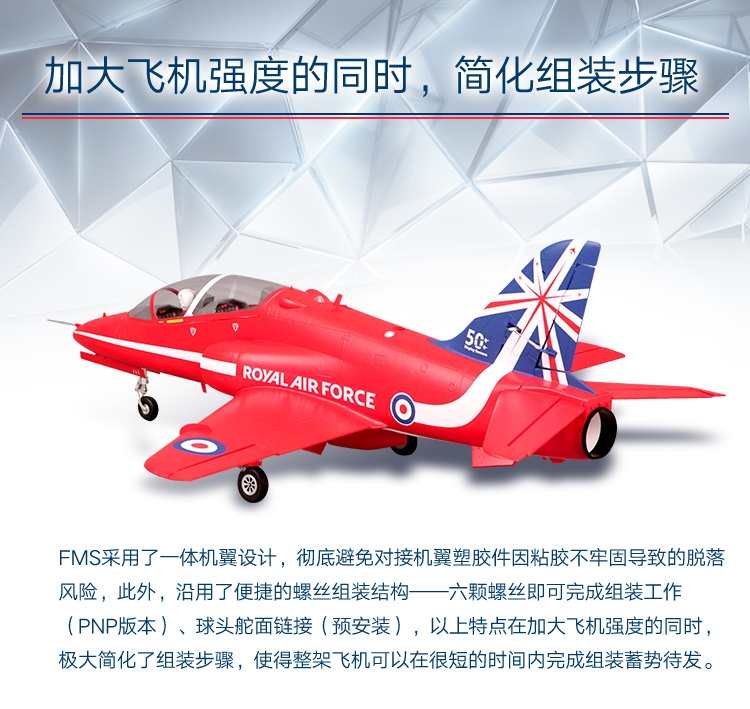 加大飞机强度的同时，简化组装步骤
50
ROYAL AIR FORCE
FMS采用了一体机翼设计，彻底避免对接机翼塑胶件因粘胶不牢固导致的脱落
风险，此外，沿用了便捷的螺丝组装结构——六颗螺丝即可完成组装工作
（PNP版本）、球头舵面链接（预安装），以上特点在加大飞机强度的同时，
极大简化了组装步骤，使得整架飞机可以在很短的时间内完成组装蓄势待发。